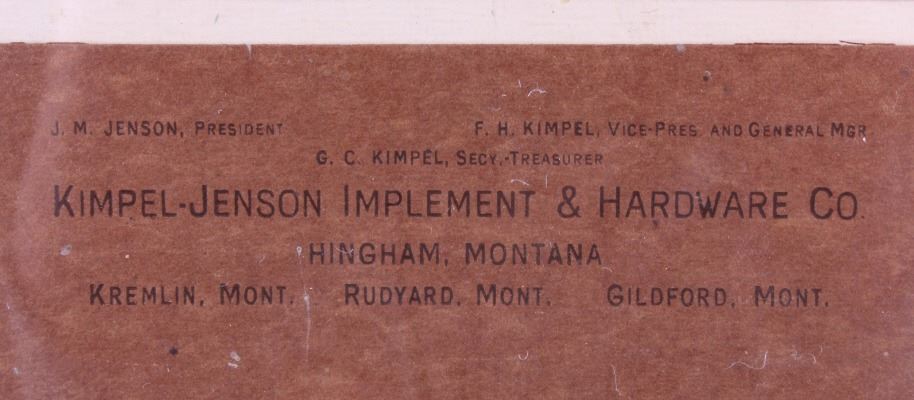 J. M. JENSON, PRESIDENT F. H. KIMPEL, VICE-PRES. AND GENERAL MGR.
G. C. KIMPEL, SECY.-TREASURER
KIMPEL-JENSON IMPLEMENT & HARDWARE CO.
HINGHAM, MONTANA
KREMLIN, MONT. RUDYARD, MONT. GILDFORD, MONT.